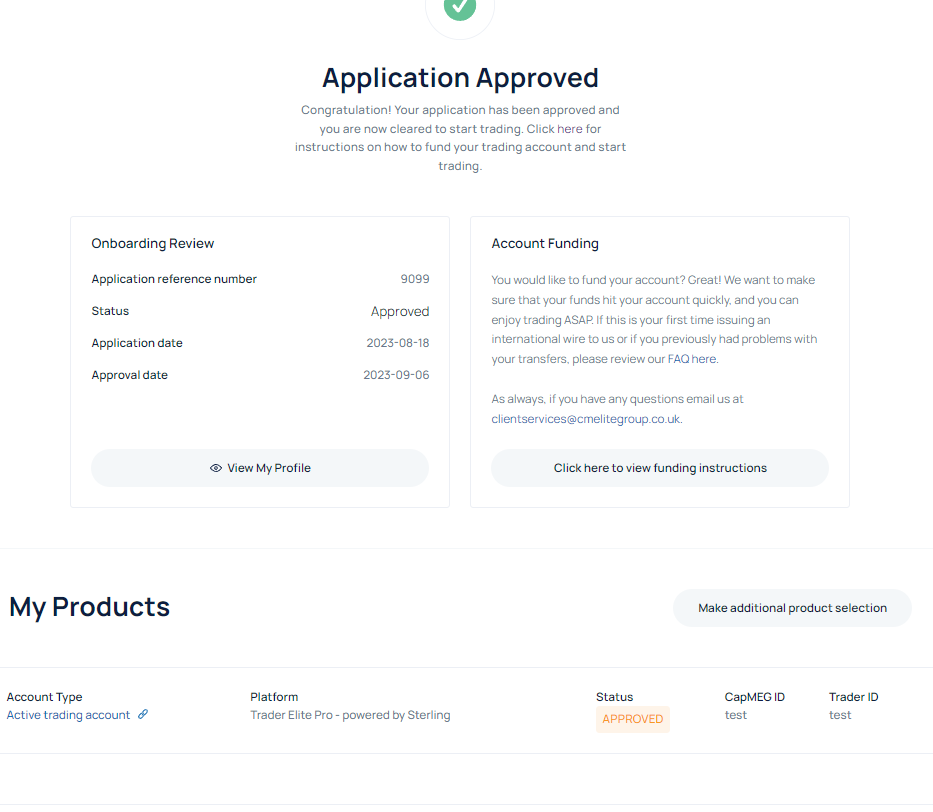 Application Approved
Congratulation! Your application has been approved and
you are now cleared to start trading. Click here for
instructions on how to fund your trading account and start
trading.
Onboarding Review
Application reference number 9099
Status Approved
Application date 2023-08-18
Approval date 2023-09-06
View My Profile
Account Funding
You would like to fund your account? Great! We want to make
sure that your funds hit your account quickly, and you can
enjoy trading ASAP. If this is your first time issuing an
international wire to us or if you previously had problems with
your transfers, please review our FAQ here.
As always, if you have any questions email us at
clientservices@cmelitegroup.co.uk.
Click here to view funding instructions
My Products
Make additional product selection
Account Type Platform Status CapMEG ID Trader ID
Active trading account Trader Elite Pro - powered by Sterling APPROVED test test